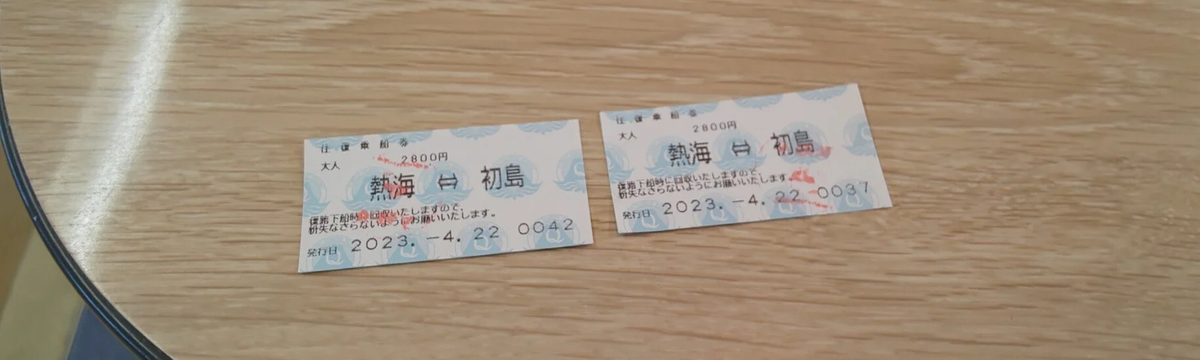 往復乗船券
大人 2800円
熱海 ⇔ 初島
復路下船時に回収いたしますので、
紛失なさらないようにお願いいたします。
発行日 2023.-4.22 0042
往復乗船券
大人 2800円
熱海 ⇔ 初島
復路下船時に回収いたしますので、
紛失なさらないようにお願いいたします。
発行日 2023.-4.22 0037